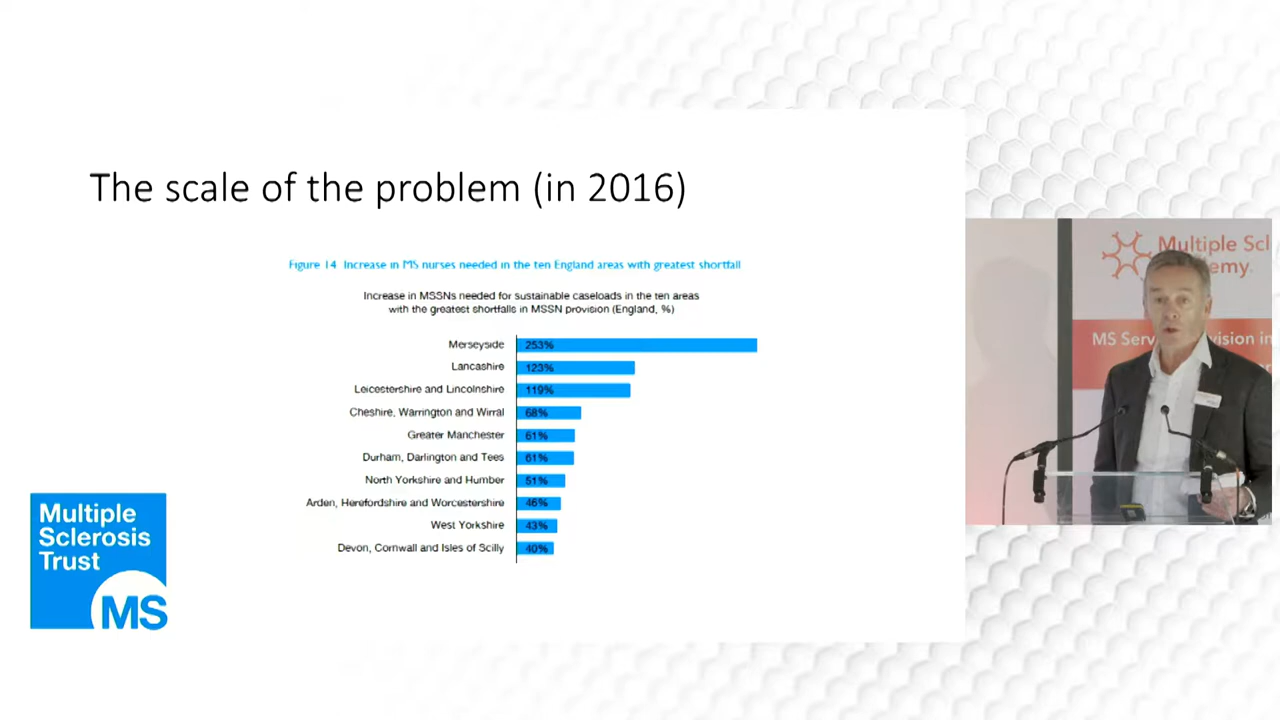 The scale of the problem (in 2016)
Figure 14 Increase in MS nurses needed in the ten England areas with greatest shortfall
Increase in MSSNs needed for sustainable caseloads in the ten areas
with the greatest shortfalls in MSSN provision (England, %)
Merseyside 253%
Lancashire 123%
Leicestershire and Lincolnshire 119%
Cheshire, Warrington and Wirral 68%
Greater Manchester 61%
Durham, Darlington and Tees 61%
North Yorkshire and Humber 51%
Arden, Herefordshire and Worcestershire 46%
West Yorkshire 43%
Devon, Cornwall and Isles of Scilly 40%
Multiple
Sclerosis
Trust
MS
Multiple Scl
emy
MS Serv vision in